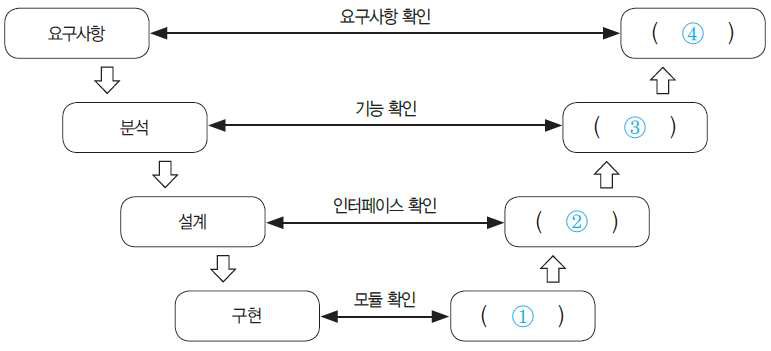 요구사항 요구사항 확인 ( ④ )
분석 기능 확인 ( ③ )
설계 인터페이스 확인 ( ② )
구현 모듈 확인 ( ① )